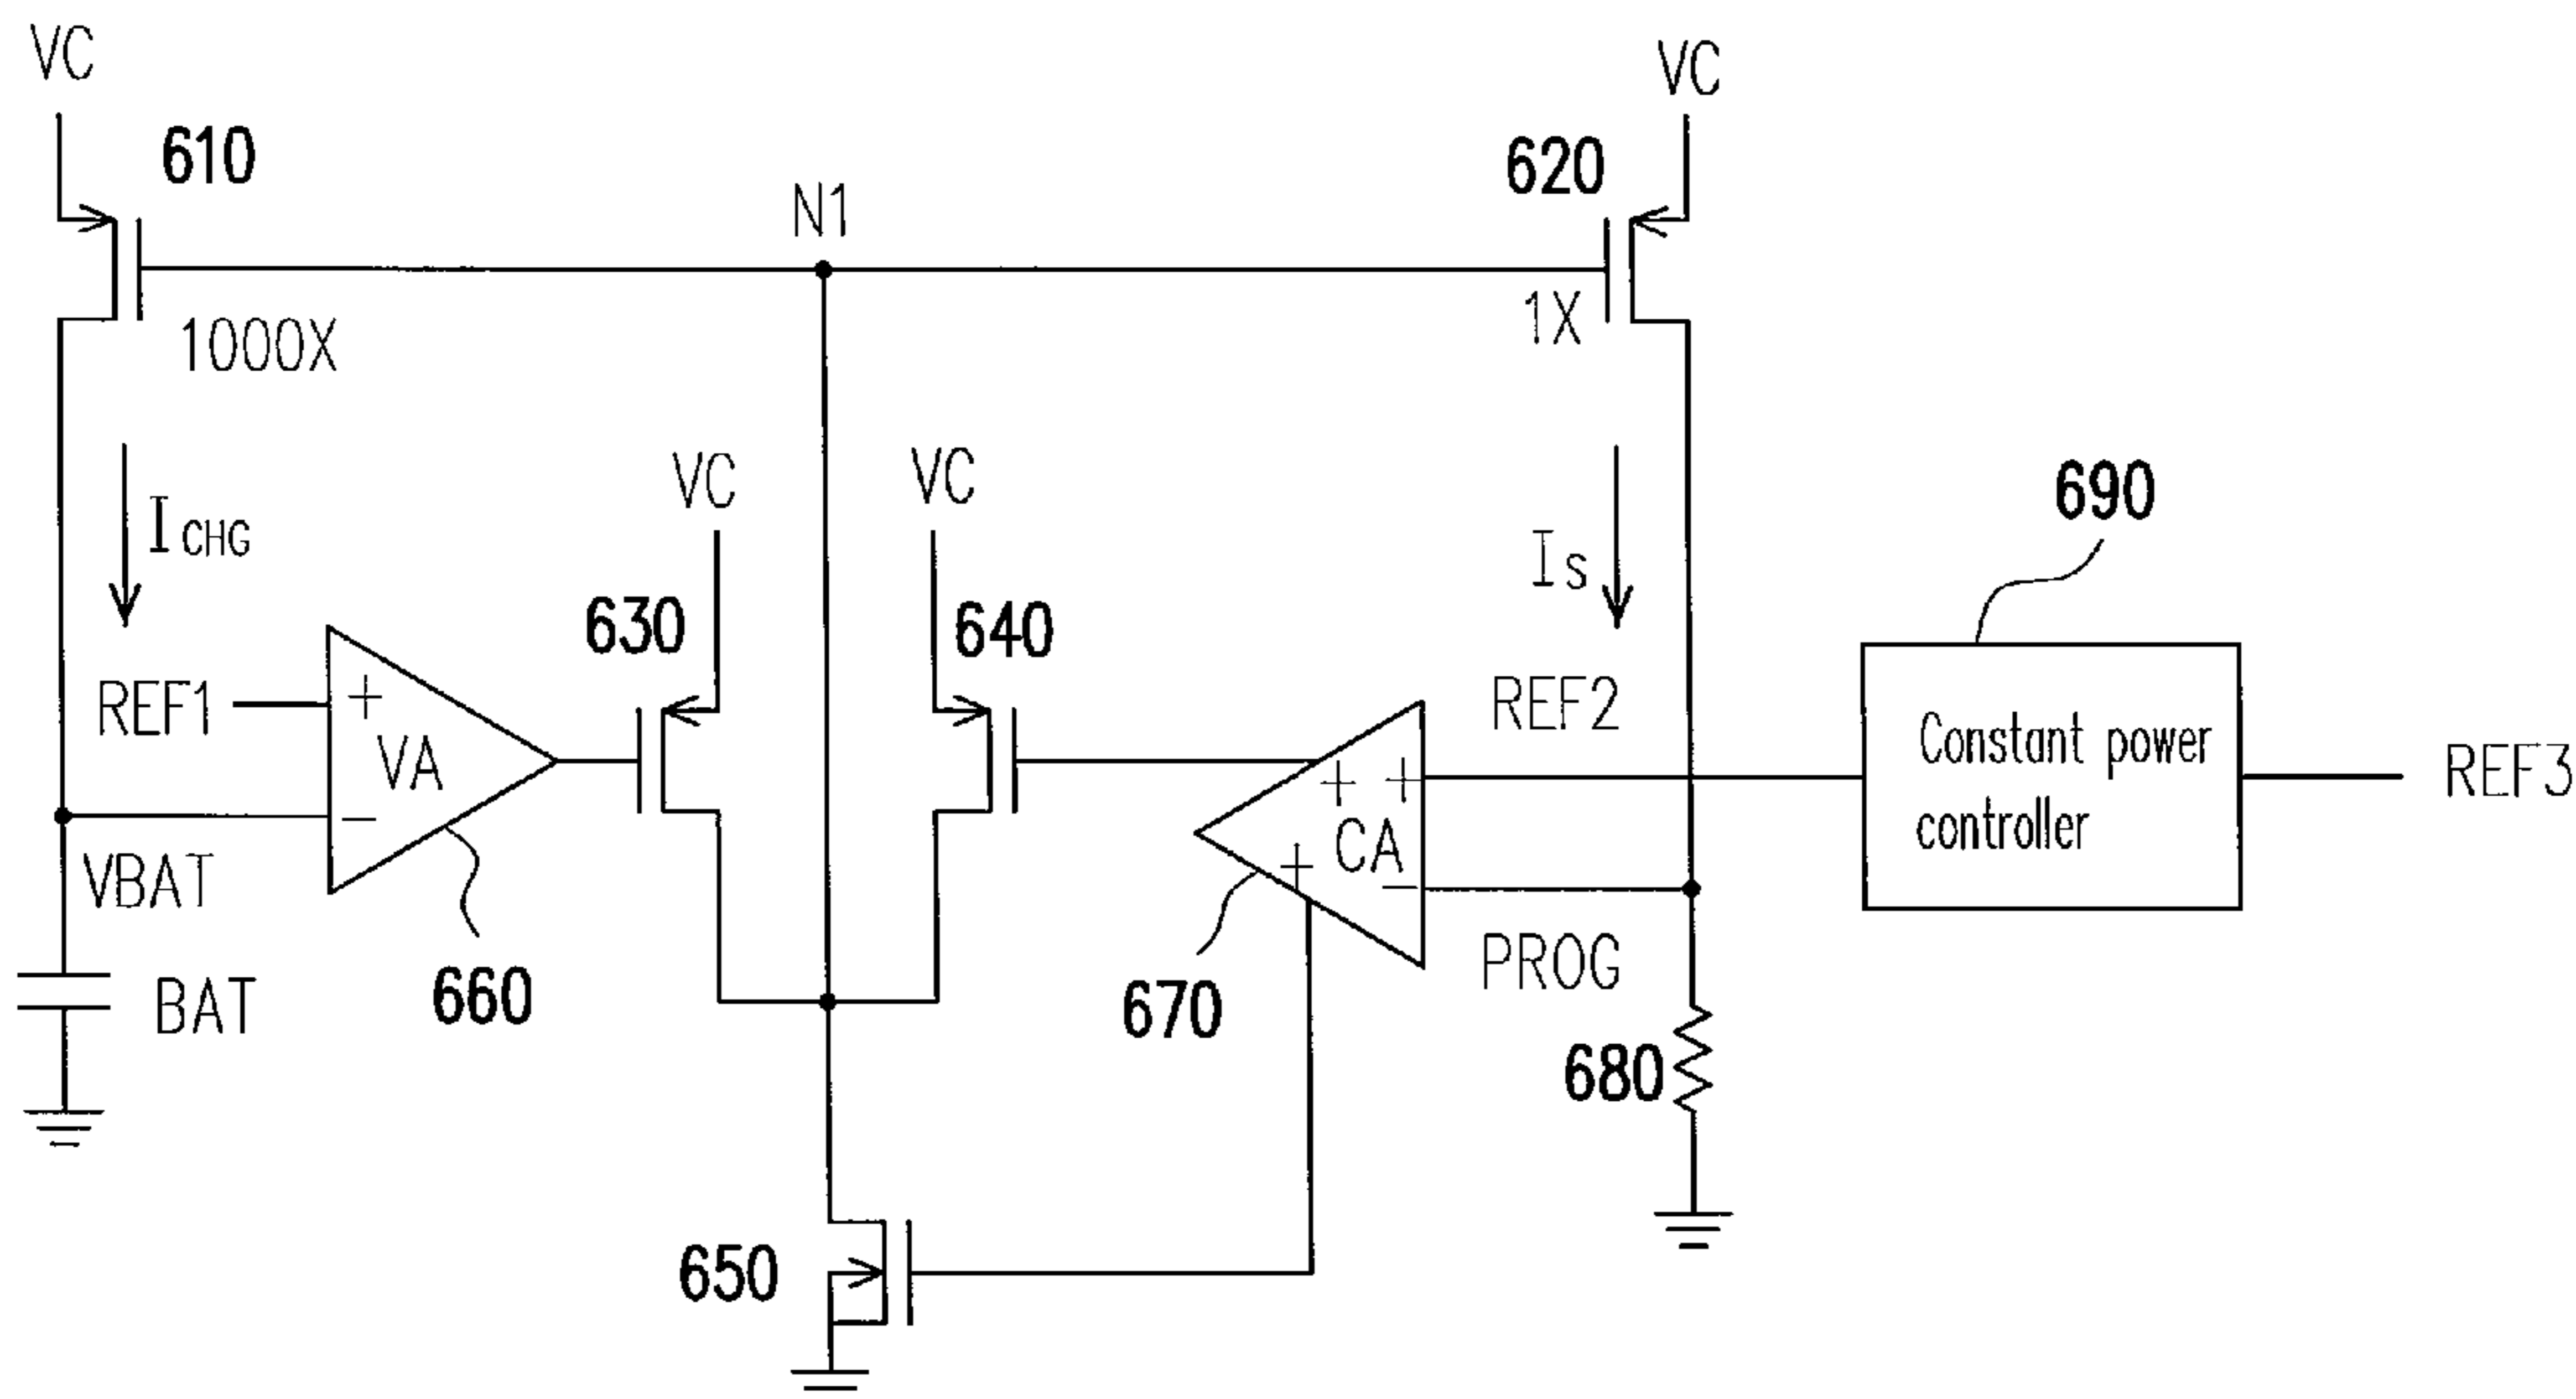 VC
VC
610
620
N1
1000X
1X
VC
VC
690
ICHG
Is
630
640
REF1
+
VA
−
REF2
+
+
CA
+
−
Constant power
controller
REF3
VBAT
PROG
BAT
660
670
680
650